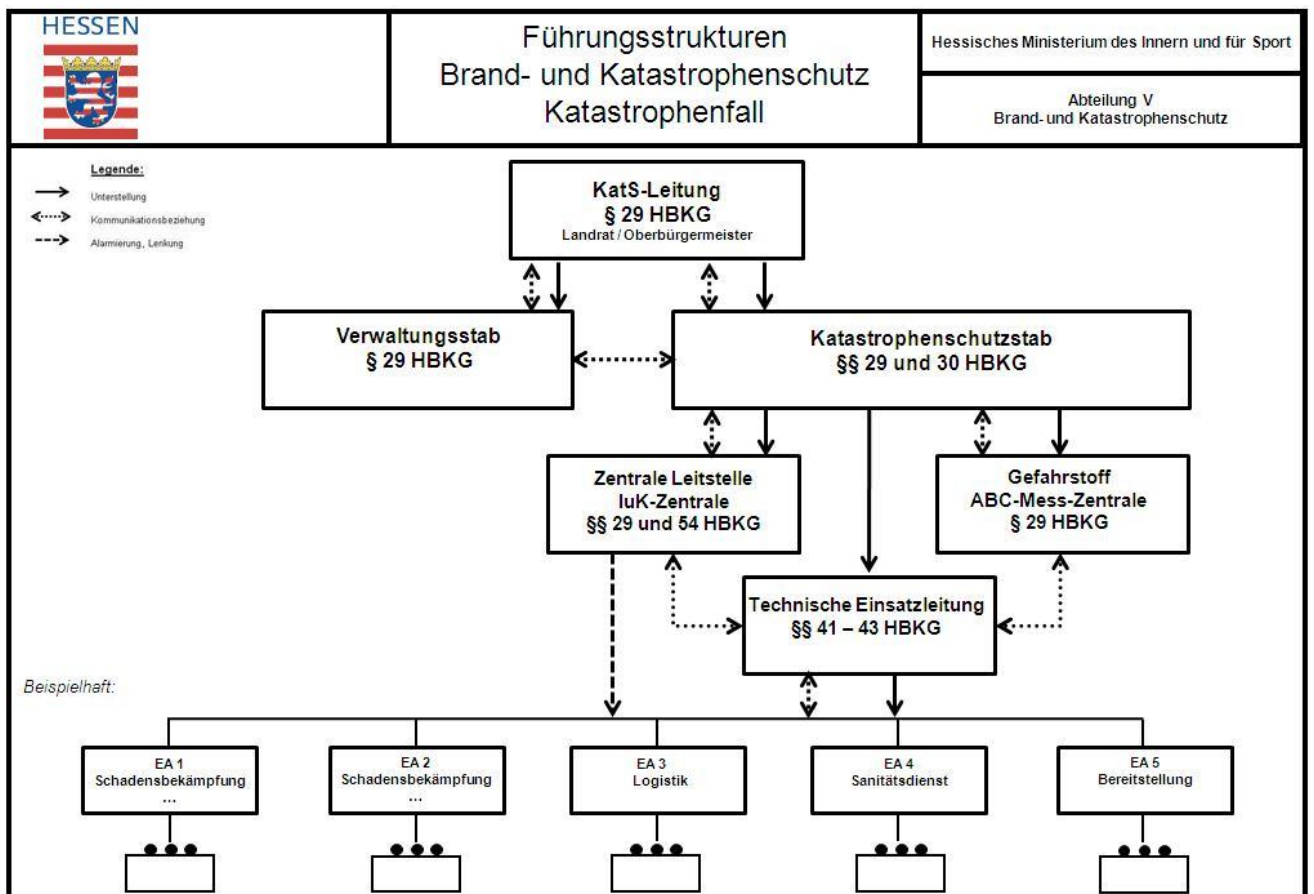 HESSEN
Führungsstrukturen
Brand- und Katastrophenschutz
Katastrophenfall
Hessisches Ministerium des Innern und für Sport
Abteilung V
Brand- und Katastrophenschutz
Legende:
Unterstellung
Kommunikationsbeziehung
Alarmierung, Lenkung
KatS-Leitung
§ 29 HBKG
Landrat / Oberbürgermeister
Verwaltungsstab
§ 29 HBKG
Katastrophenschutzstab
§§ 29 und 30 HBKG
Zentrale Leitstelle
IuK-Zentrale
§§ 29 und 54 HBKG
Gefahrstoff
ABC-Mess-Zentrale
§ 29 HBKG
Technische Einsatzleitung
§§ 41 – 43 HBKG
Beispielhaft:
EA 1
Schadensbekämpfung
...
EA 2
Schadensbekämpfung
...
EA 3
Logistik
EA 4
Sanitätsdienst
EA 5
Bereitstellung